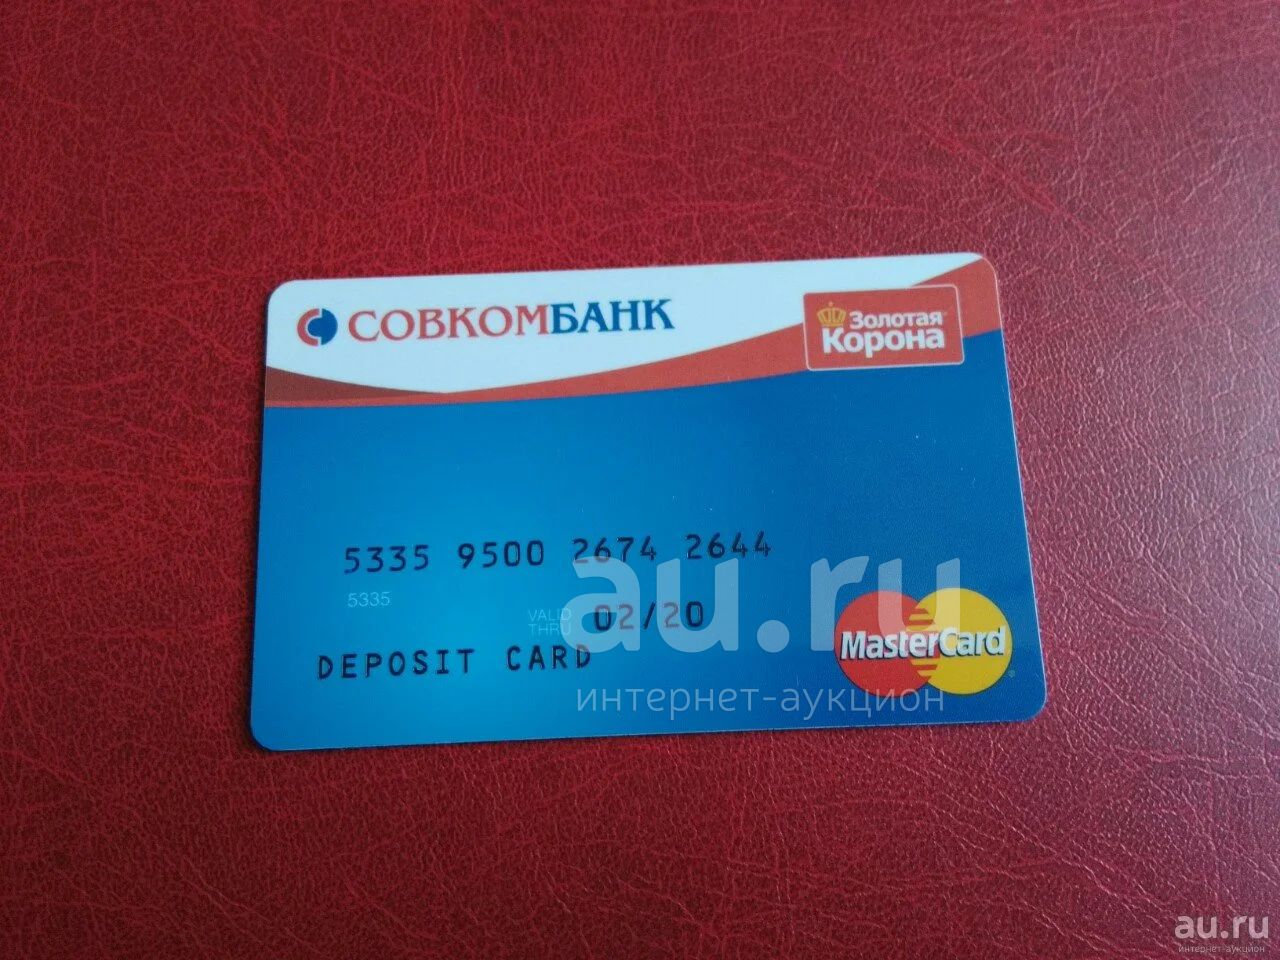 СОВКОМБАНК
Золотая
Корона
5335 9500 2674 2644
5335
VALID
THRU
02/20
DEPOSIT CARD
MasterCard
au.ru
интернет-аукцион
au.ru
интернет-аукцион